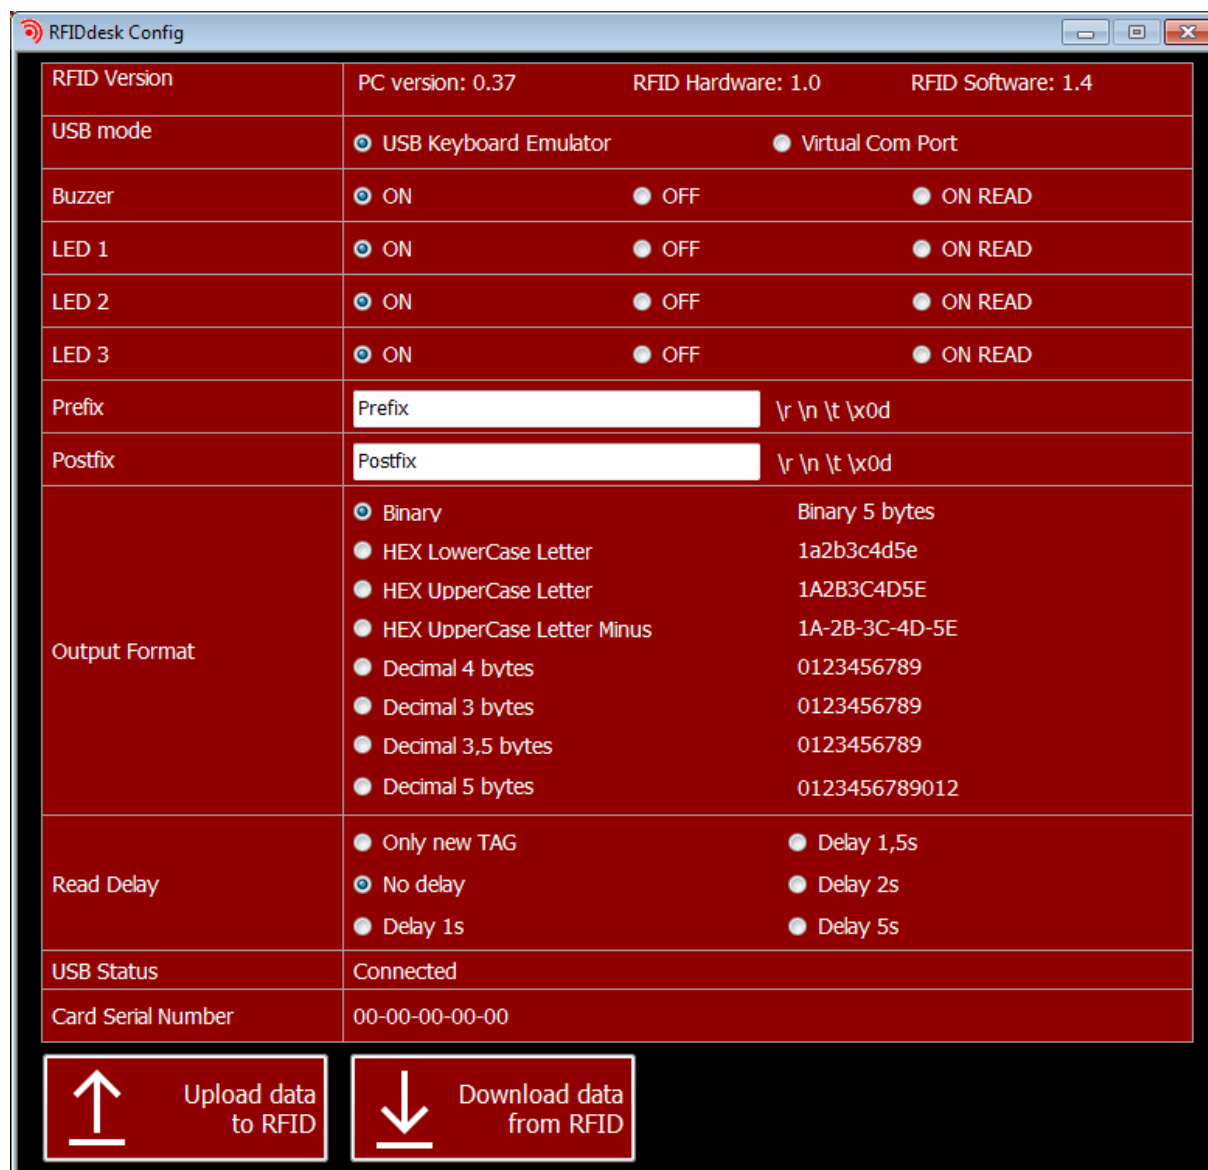 RFIDdesk Config
RFID Version PC version: 0.37 RFID Hardware: 1.0 RFID Software: 1.4
USB mode USB Keyboard Emulator Virtual Com Port
Buzzer ON OFF ON READ
LED 1 ON OFF ON READ
LED 2 ON OFF ON READ
LED 3 ON OFF ON READ
Prefix Prefix \r \n \t \x0d
Postfix Postfix \r \n \t \x0d
Output Format
Binary Binary 5 bytes
HEX LowerCase Letter 1a2b3c4d5e
HEX UpperCase Letter 1A2B3C4D5E
HEX UpperCase Letter Minus 1A-2B-3C-4D-5E
Decimal 4 bytes 0123456789
Decimal 3 bytes 0123456789
Decimal 3,5 bytes 0123456789
Decimal 5 bytes 0123456789012
Read Delay
Only new TAG Delay 1,5s
No delay Delay 2s
Delay 1s Delay 5s
USB Status Connected
Card Serial Number 00-00-00-00-00
Upload data
to RFID
Download data
from RFID